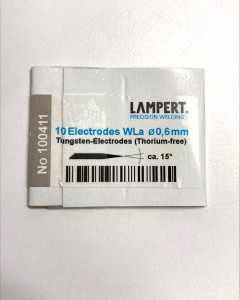 LAMPERT.
PRECISION WELDING
No 100411
10 Electrodes WLa ø0,6mm
Tungsten-Electrodes (Thorium-free)
ca. 15°